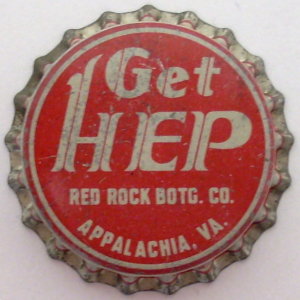 Get
HEP
RED ROCK BOTG. CO.
APPALACHIA, VA.